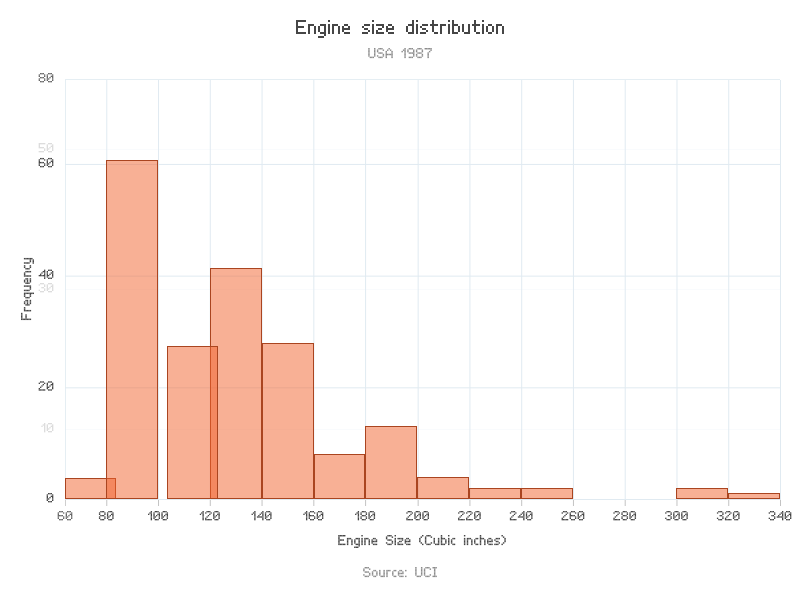 Engine size distribution
USA 1987
80
50
60
40
30
20
10
0
Frequency
60 80 100 120 140 160 180 200 220 240 260 280 300 320 340
Engine Size (Cubic inches)
Source: UCI